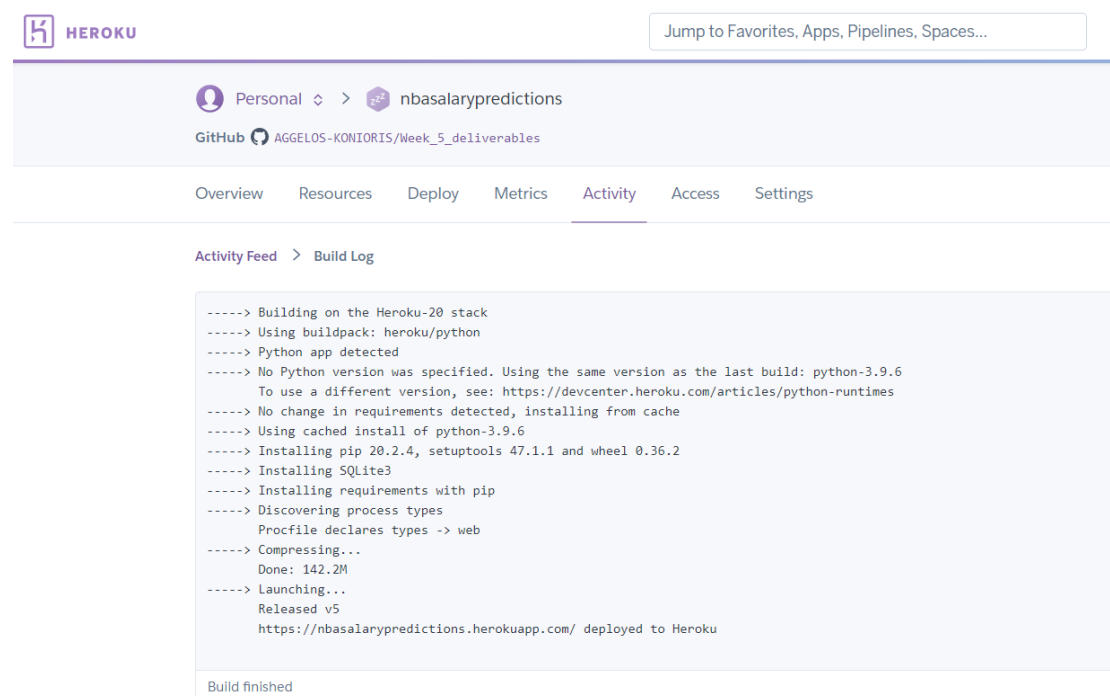 HEROKU
Jump to Favorites, Apps, Pipelines, Spaces...
Personal > nbasalarypredictions
GitHub AGGELOS-KONIORIS/Week_5_deliverables
Overview Resources Deploy Metrics Activity Access Settings
Activity Feed > Build Log
-----> Building on the Heroku-20 stack
-----> Using buildpack: heroku/python
-----> Python app detected
-----> No Python version was specified. Using the same version as the last build: python-3.9.6
To use a different version, see: https://devcenter.heroku.com/articles/python-runtimes
-----> No change in requirements detected, installing from cache
-----> Using cached install of python-3.9.6
-----> Installing pip 20.2.4, setuptools 47.1.1 and wheel 0.36.2
-----> Installing SQLite3
-----> Installing requirements with pip
-----> Discovering process types
Procfile declares types -> web
-----> Compressing...
Done: 142.2M
-----> Launching...
Released v5
https://nbasalarypredictions.herokuapp.com/ deployed to Heroku
Build finished